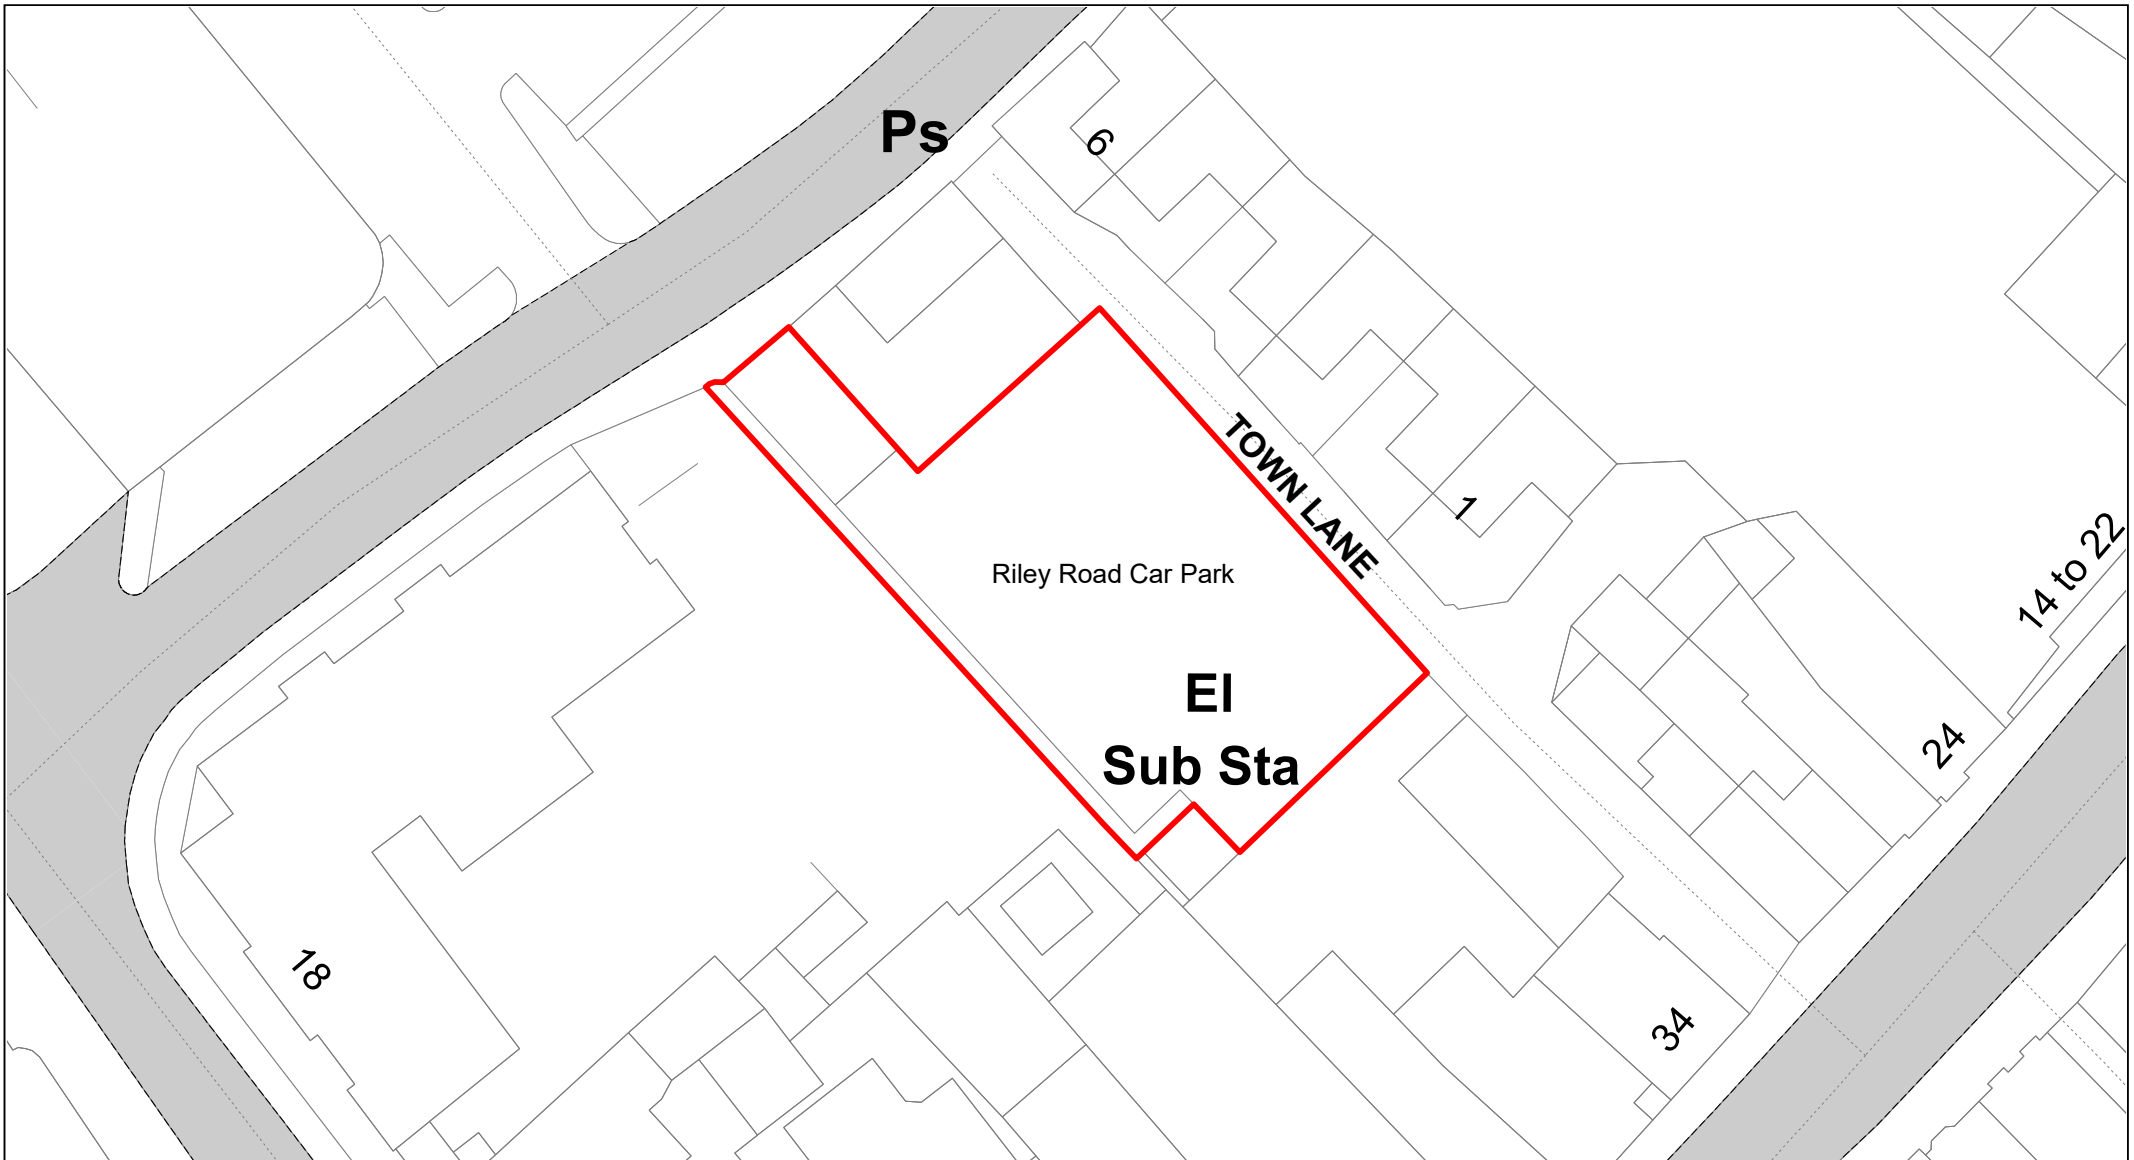 Ps
6
TOWN LANE
1
Riley Road Car Park
14 to 22
El
Sub Sta
24
18
34